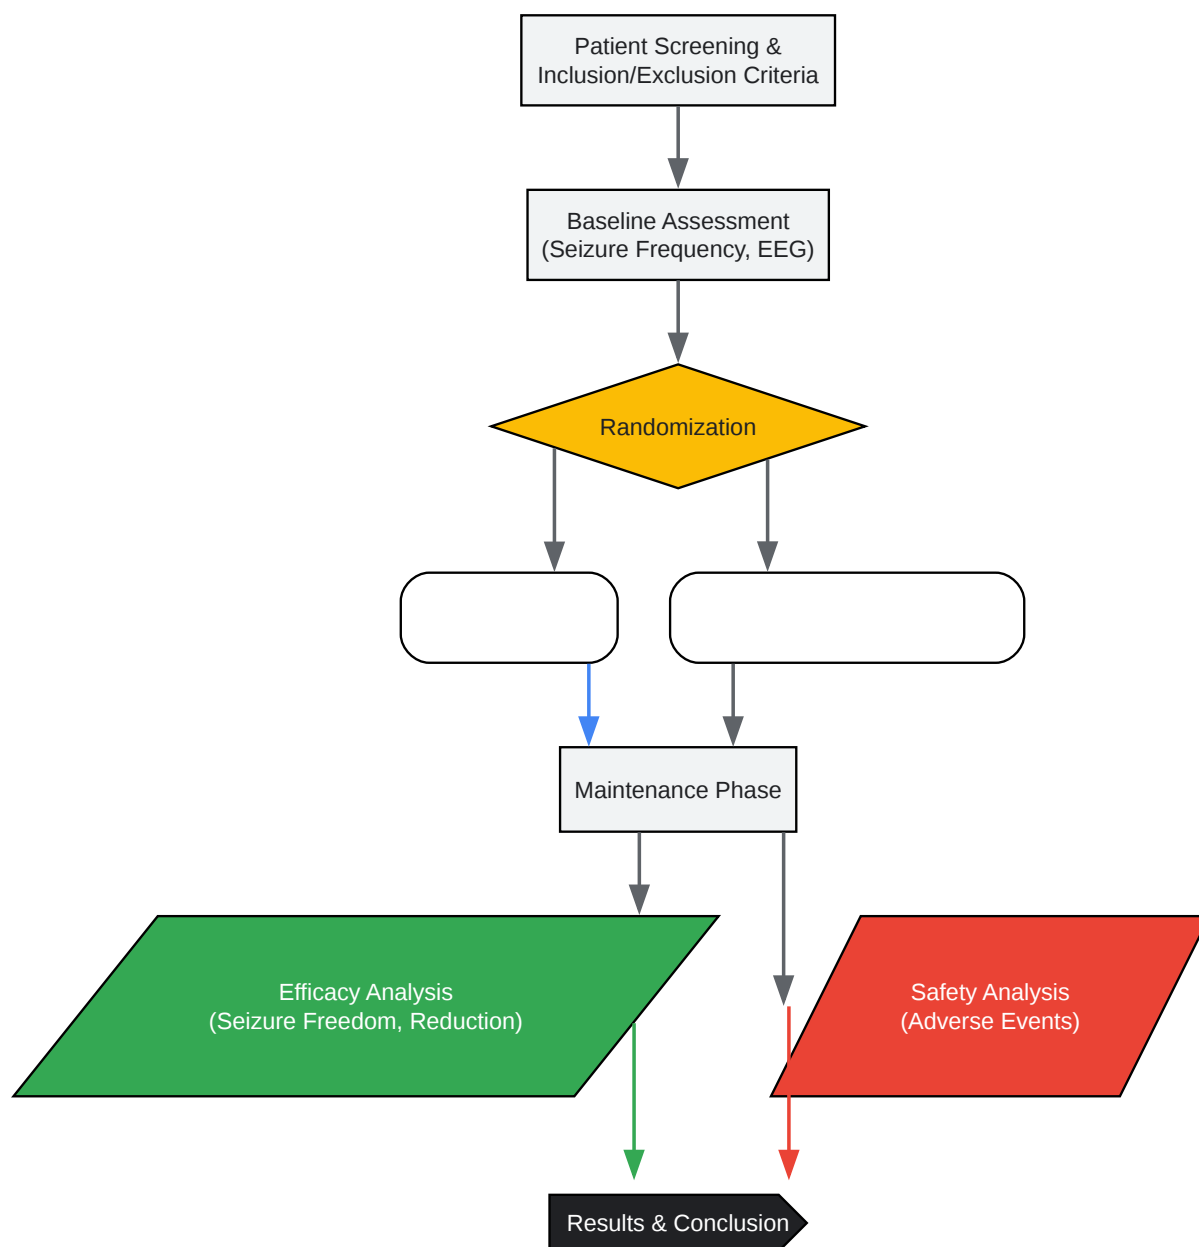 Patient Screening &
Inclusion/Exclusion Criteria
Baseline Assessment
(Seizure Frequency, EEG)
Randomization
Maintenance Phase
Efficacy Analysis
(Seizure Freedom, Reduction)
Safety Analysis
(Adverse Events)
Results & Conclusion